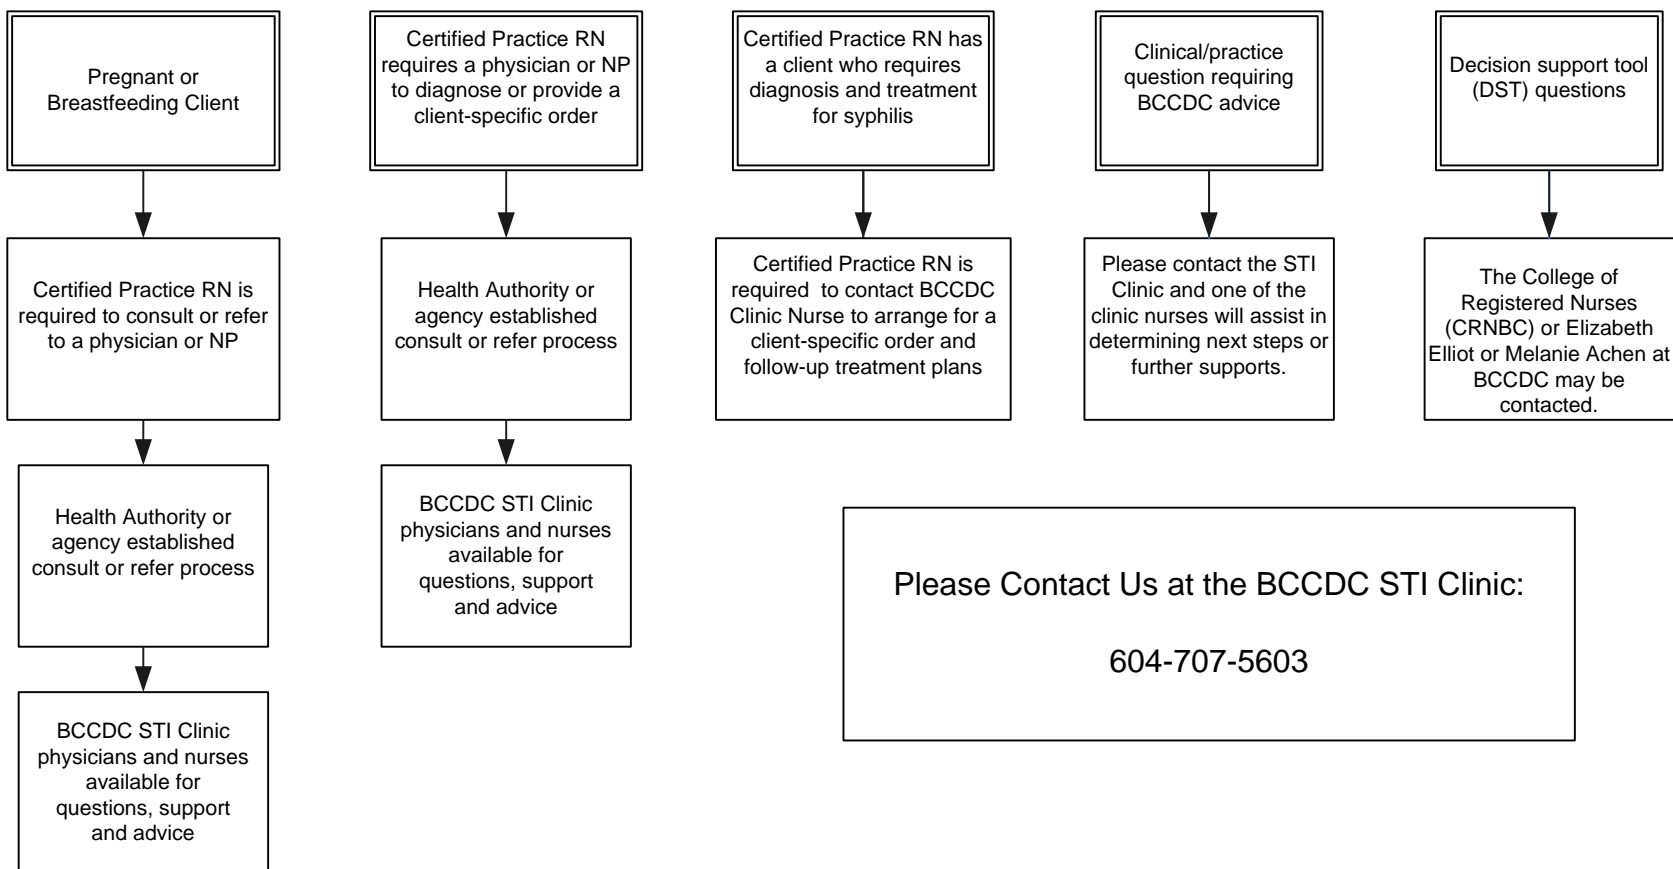 Pregnant or
Breastfeeding Client
Certified Practice RN
requires a physician or NP
to diagnose or provide a
client-specific order
Certified Practice RN has
a client who requires
diagnosis and treatment
for syphilis
Clinical/practice
question requiring
BCCDC advice
Decision support tool
(DST) questions
Certified Practice RN is
required to consult or refer
to a physician or NP
Health Authority or
agency established
consult or refer process
Certified Practice RN is
required to contact BCCDC
Clinic Nurse to arrange for a
client-specific order and
follow-up treatment plans
Please contact the STI
Clinic and one of the
clinic nurses will assist in
determining next steps or
further supports.
The College of
Registered Nurses
(CRNBC) or Elizabeth
Elliot or Melanie Achen at
BCCDC may be
contacted.
Health Authority or
agency established
consult or refer process
BCCDC STI Clinic
physicians and nurses
available for
questions, support
and advice
Please Contact Us at the BCCDC STI Clinic:
604-707-5603
BCCDC STI Clinic
physicians and nurses
available for
questions, support
and advice